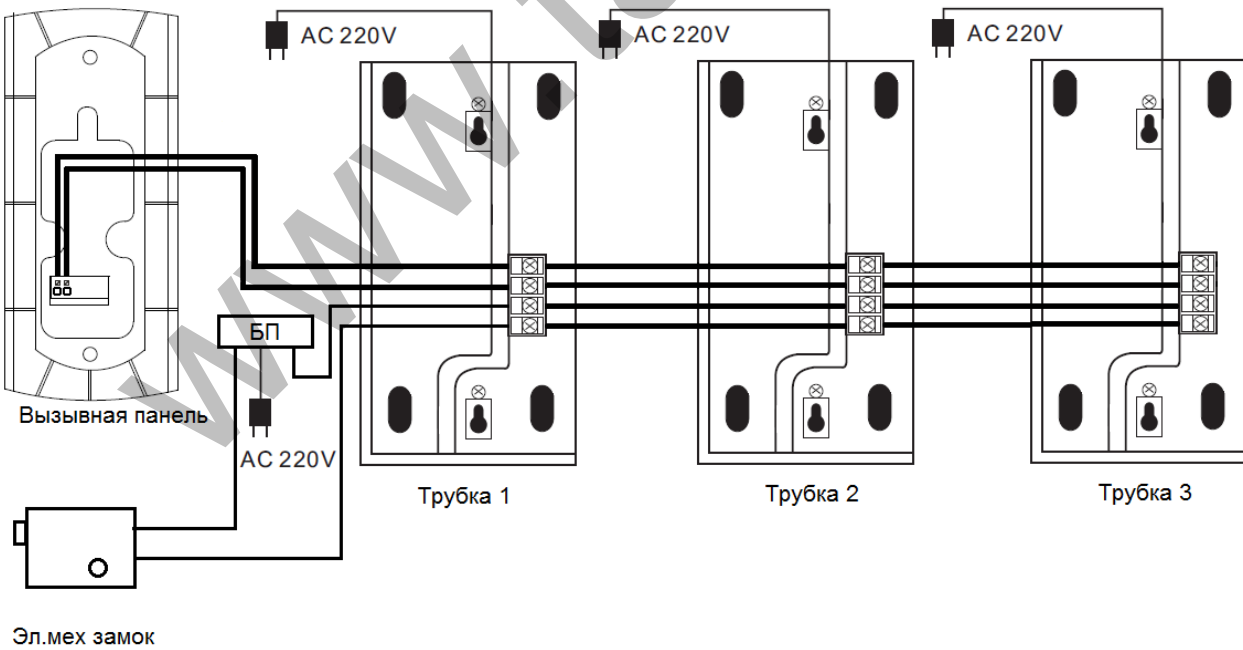 AC 220V
AC 220V
AC 220V
БП
Вызывная панель
AC 220V
Трубка 1
Трубка 2
Трубка 3
Эл.мех замок